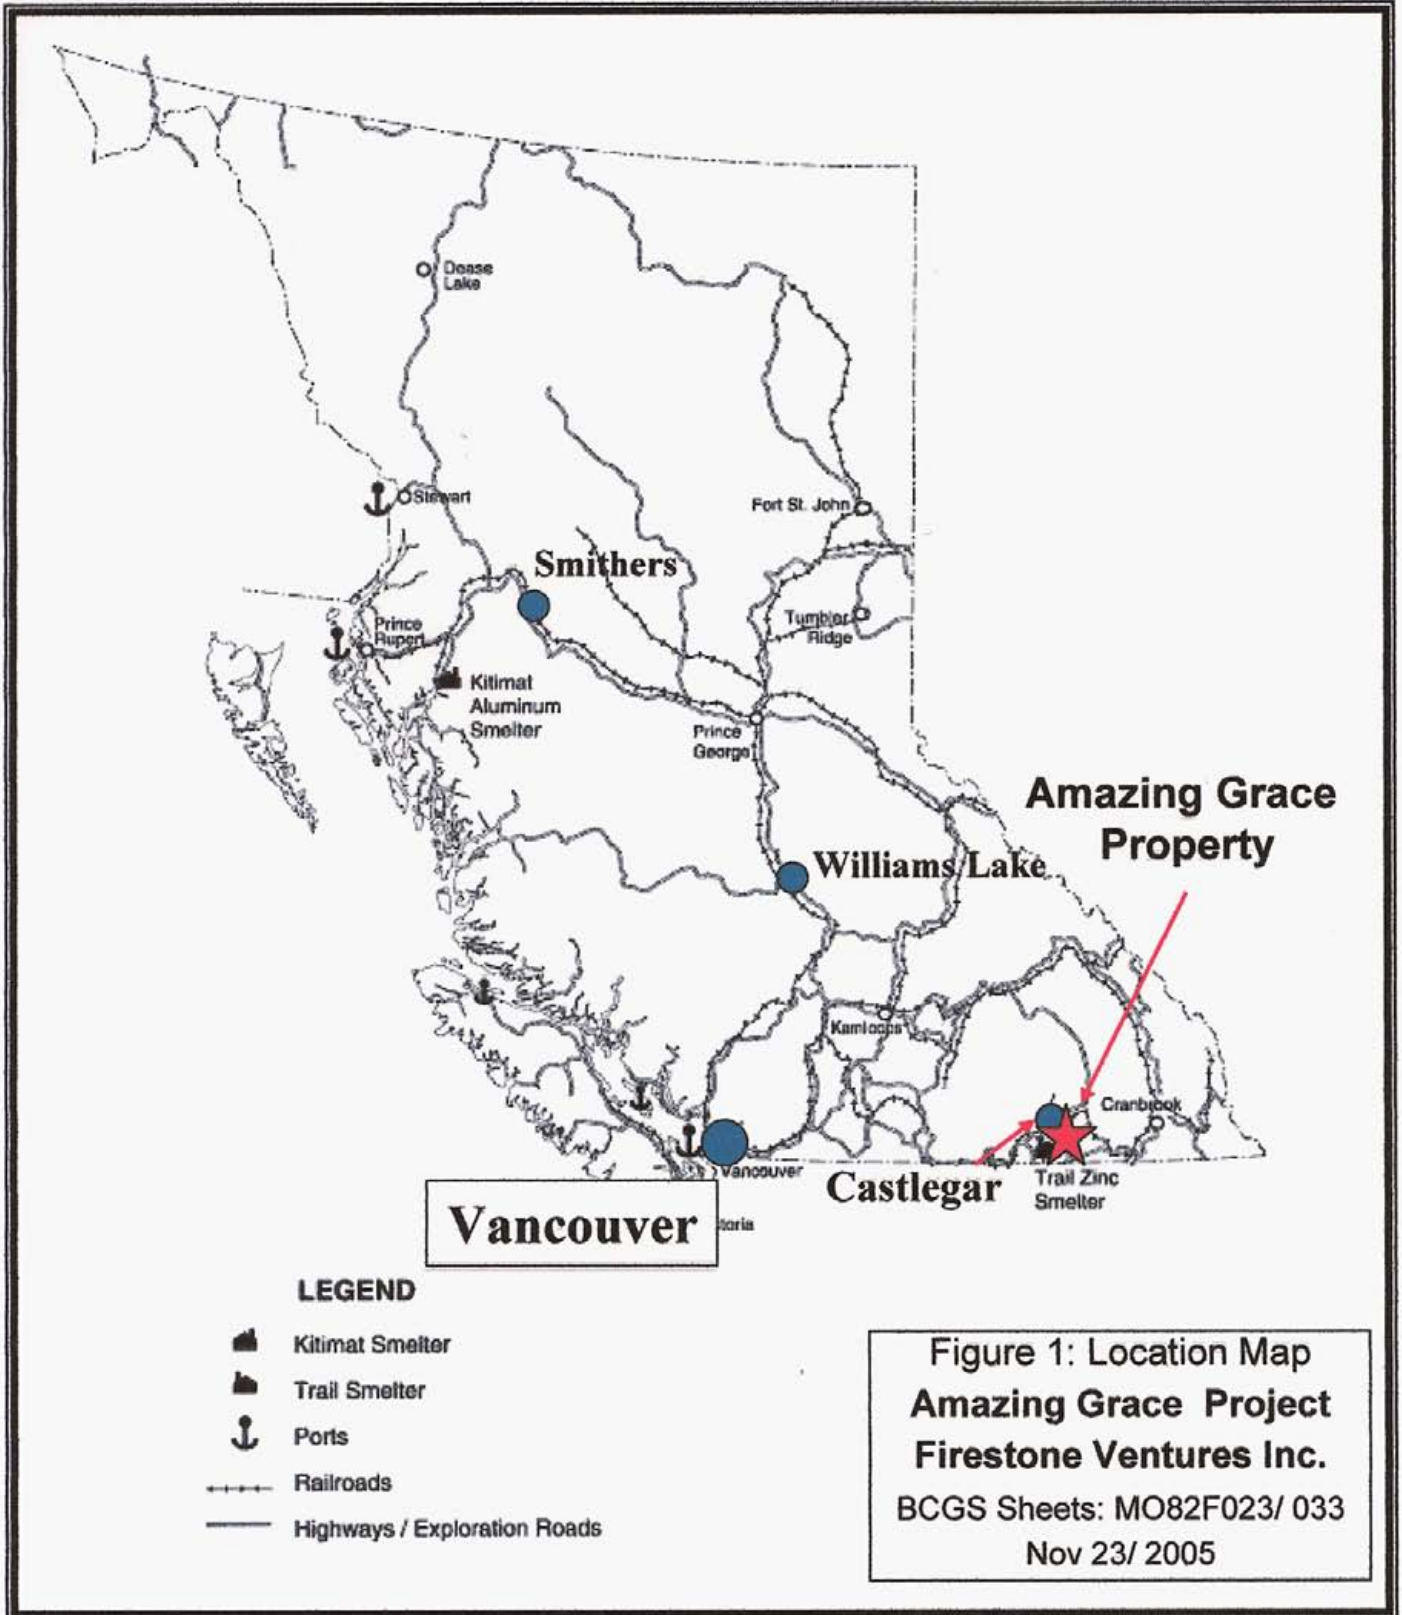 Dease
Lake
Stewart
Fort St. John
Smithers
Tumbler
Ridge
Prince
Rupert
Kitimat
Aluminum
Smelter
Prince
George
Amazing Grace
Property
Williams Lake
Kamloops
Cranbrook
Vancouver
Castlegar
Trail Zinc
Smelter
Vancouver
toria
LEGEND
Kitimat Smelter
Trail Smelter
Ports
Railroads
Highways / Exploration Roads
Figure 1: Location Map
Amazing Grace Project
Firestone Ventures Inc.
BCGS Sheets: MO82F023/ 033
Nov 23/ 2005